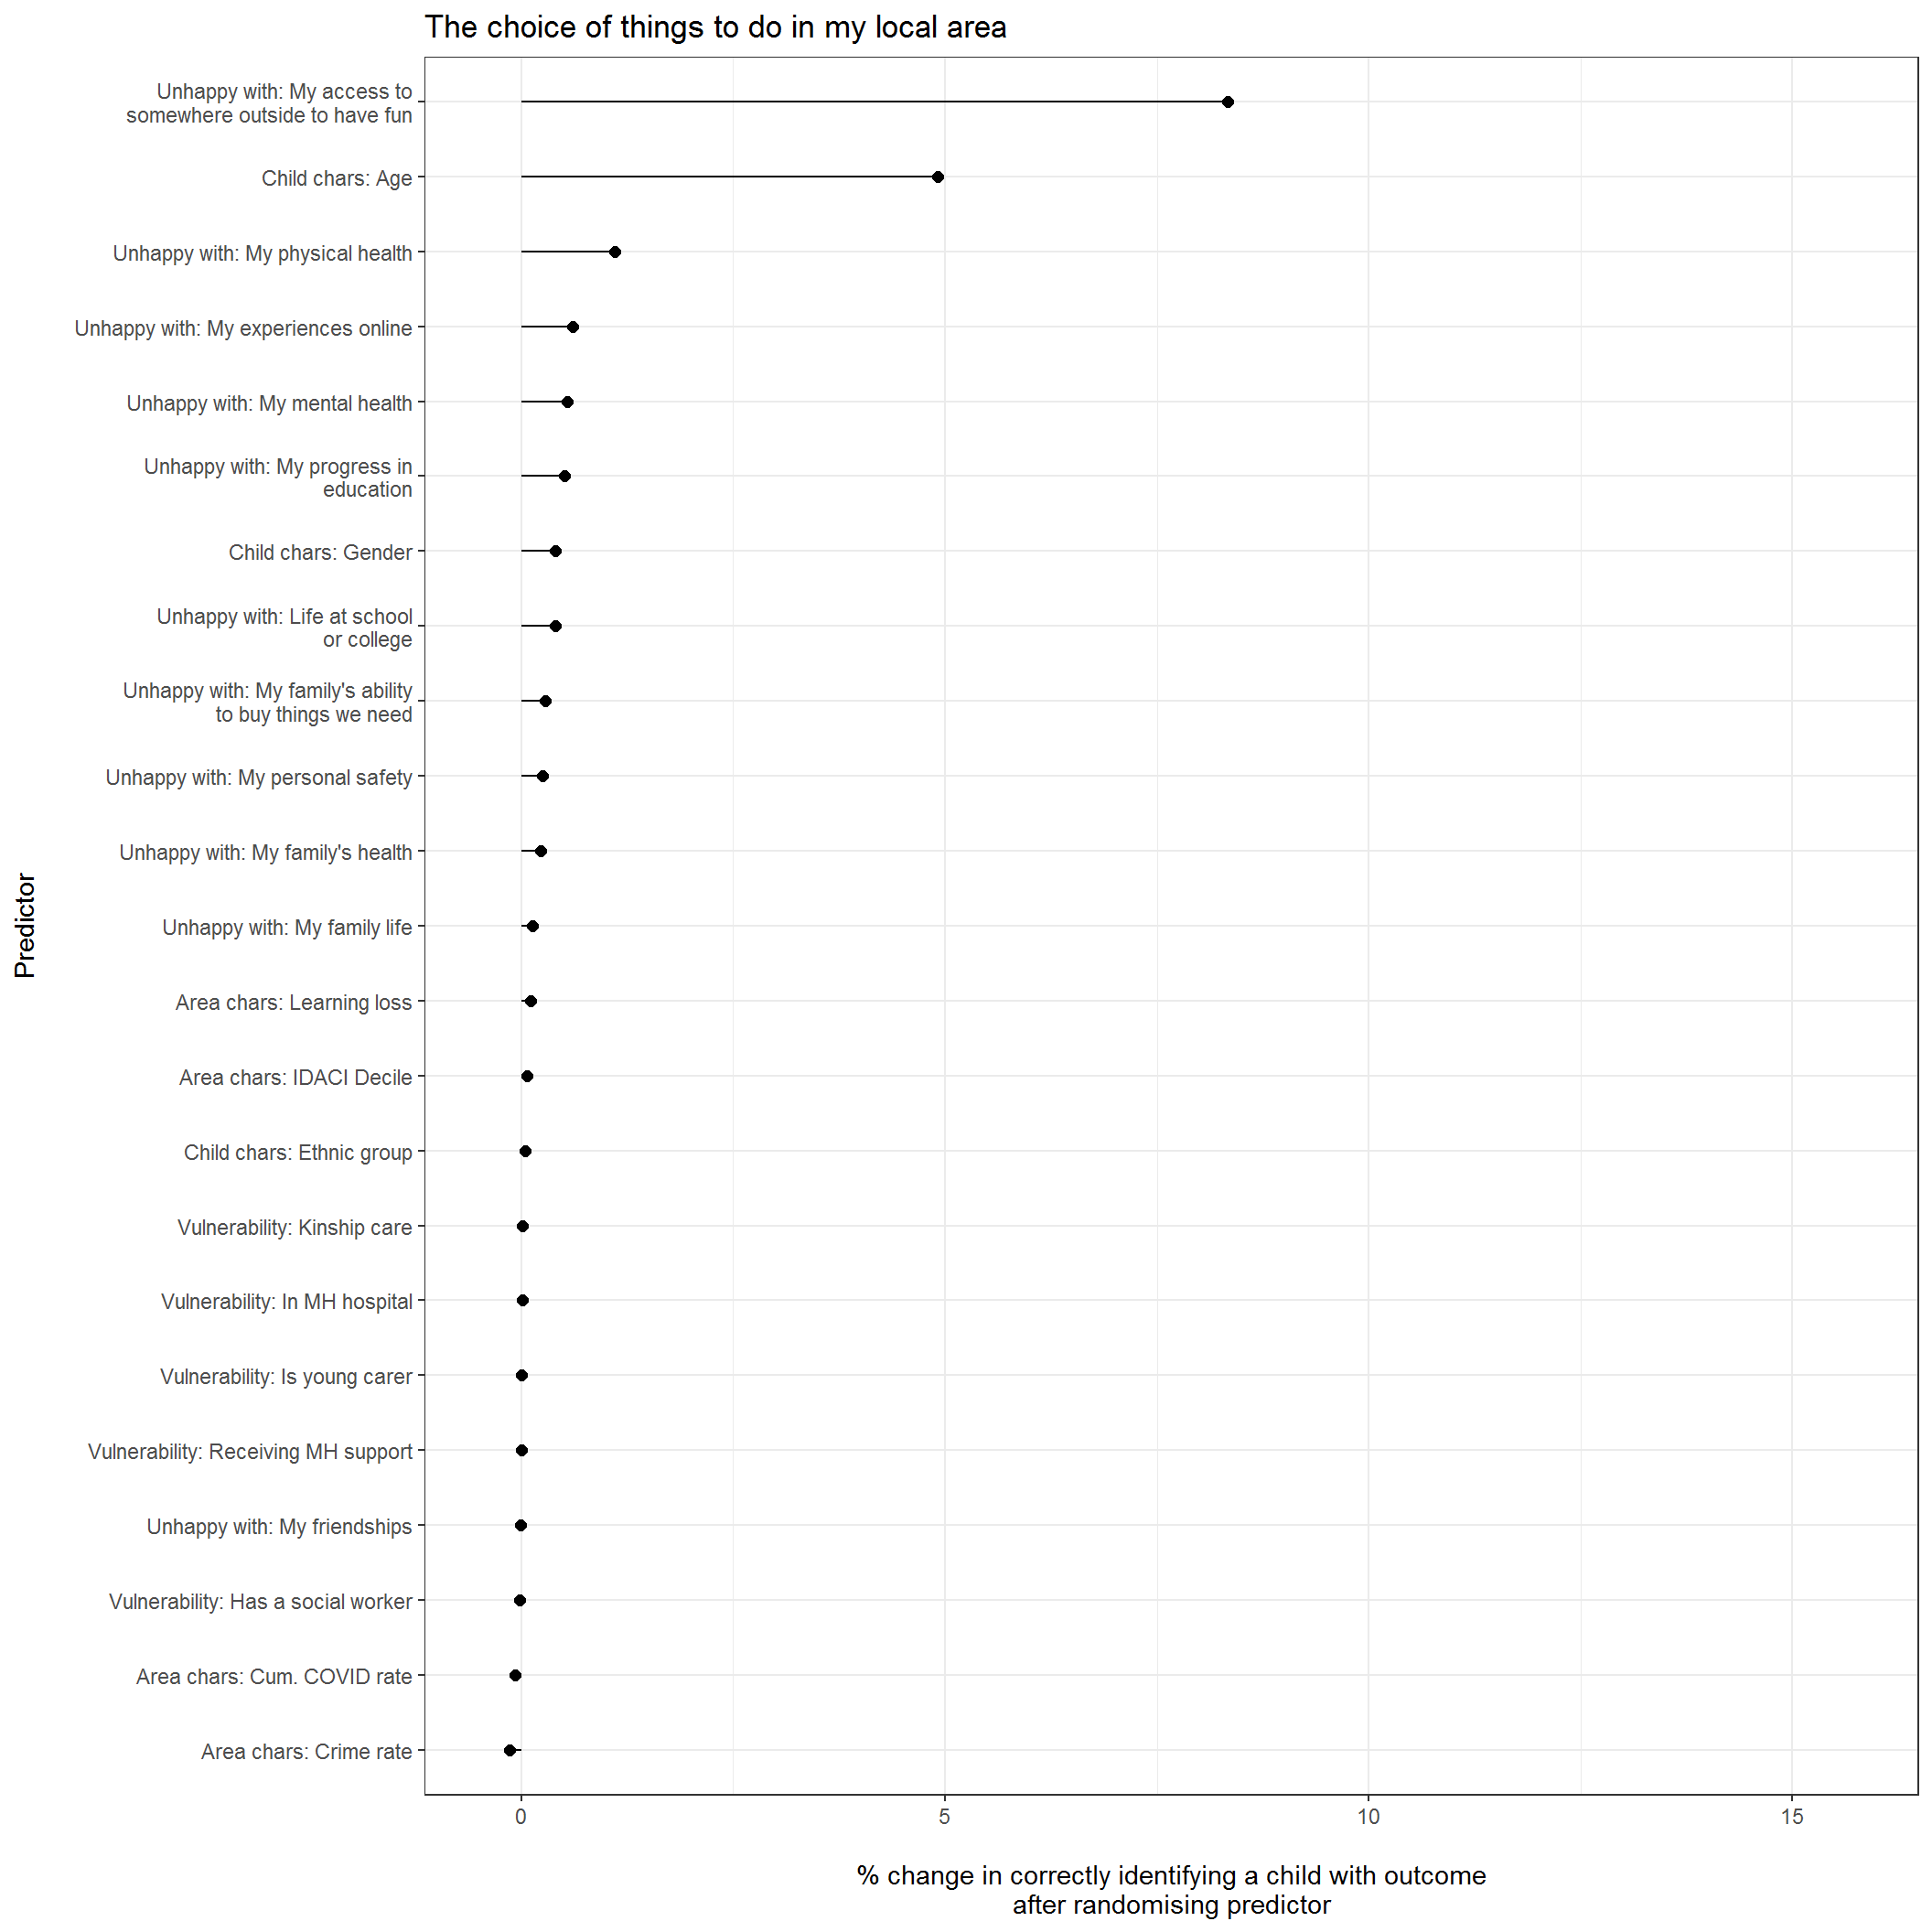 The choice of things to do in my local area
Unhappy with: My access to
somewhere outside to have fun
Child chars: Age
Unhappy with: My physical health
Unhappy with: My experiences online
Unhappy with: My mental health
Unhappy with: My progress in
education
Child chars: Gender
Unhappy with: Life at school
or college
Unhappy with: My family's ability
to buy things we need
Unhappy with: My personal safety
Unhappy with: My family's health
Unhappy with: My family life
Area chars: Learning loss
Area chars: IDACI Decile
Child chars: Ethnic group
Vulnerability: Kinship care
Vulnerability: In MH hospital
Vulnerability: Is young carer
Vulnerability: Receiving MH support
Unhappy with: My friendships
Vulnerability: Has a social worker
Area chars: Cum. COVID rate
Area chars: Crime rate
Predictor
0 5 10 15
% change in correctly identifying a child with outcome
after randomising predictor